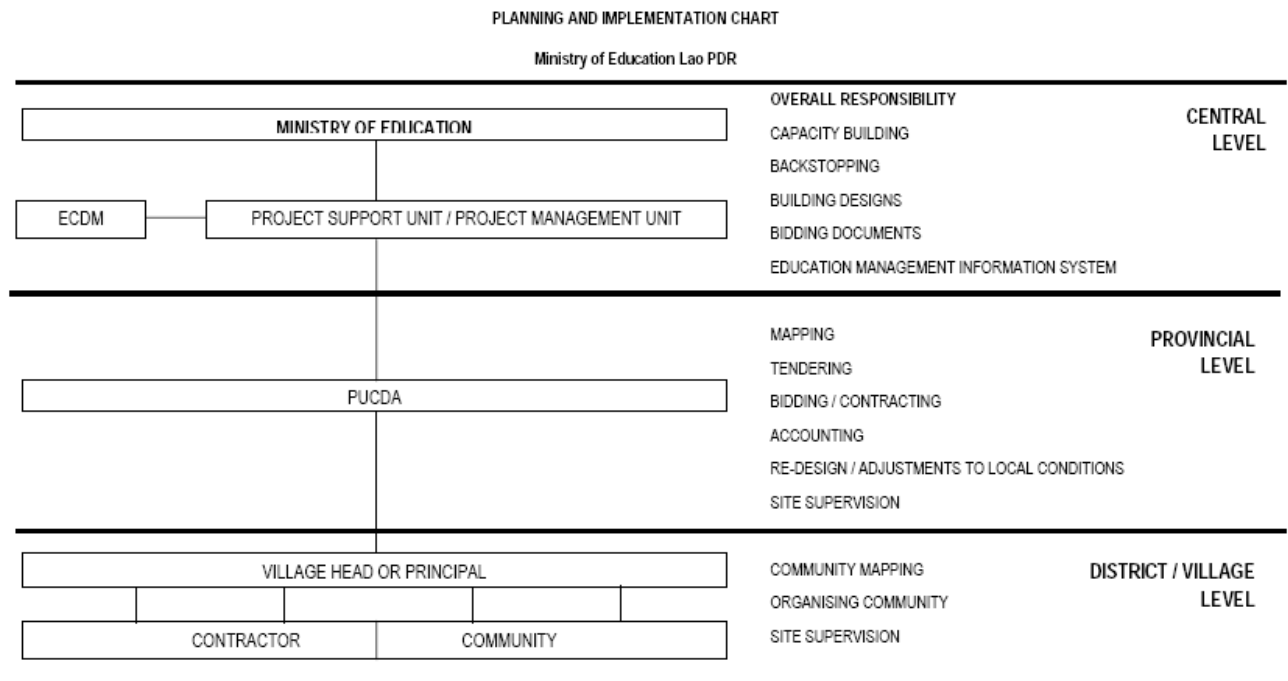 PLANNING AND IMPLEMENTATION CHART
Ministry of Education Lao PDR
MINISTRY OF EDUCATION
ECDM
PROJECT SUPPORT UNIT / PROJECT MANAGEMENT UNIT
OVERALL RESPONSIBILITY
CAPACITY BUILDING
BACKSTOPPING
BUILDING DESIGNS
BIDDING DOCUMENTS
EDUCATION MANAGEMENT INFORMATION SYSTEM
CENTRAL
LEVEL
PUCDA
MAPPING
TENDERING
BIDDING / CONTRACTING
ACCOUNTING
RE-DESIGN / ADJUSTMENTS TO LOCAL CONDITIONS
SITE SUPERVISION
PROVINCIAL
LEVEL
VILLAGE HEAD OR PRINCIPAL
CONTRACTOR
COMMUNITY
COMMUNITY MAPPING
ORGANISING COMMUNITY
SITE SUPERVISION
DISTRICT / VILLAGE
LEVEL